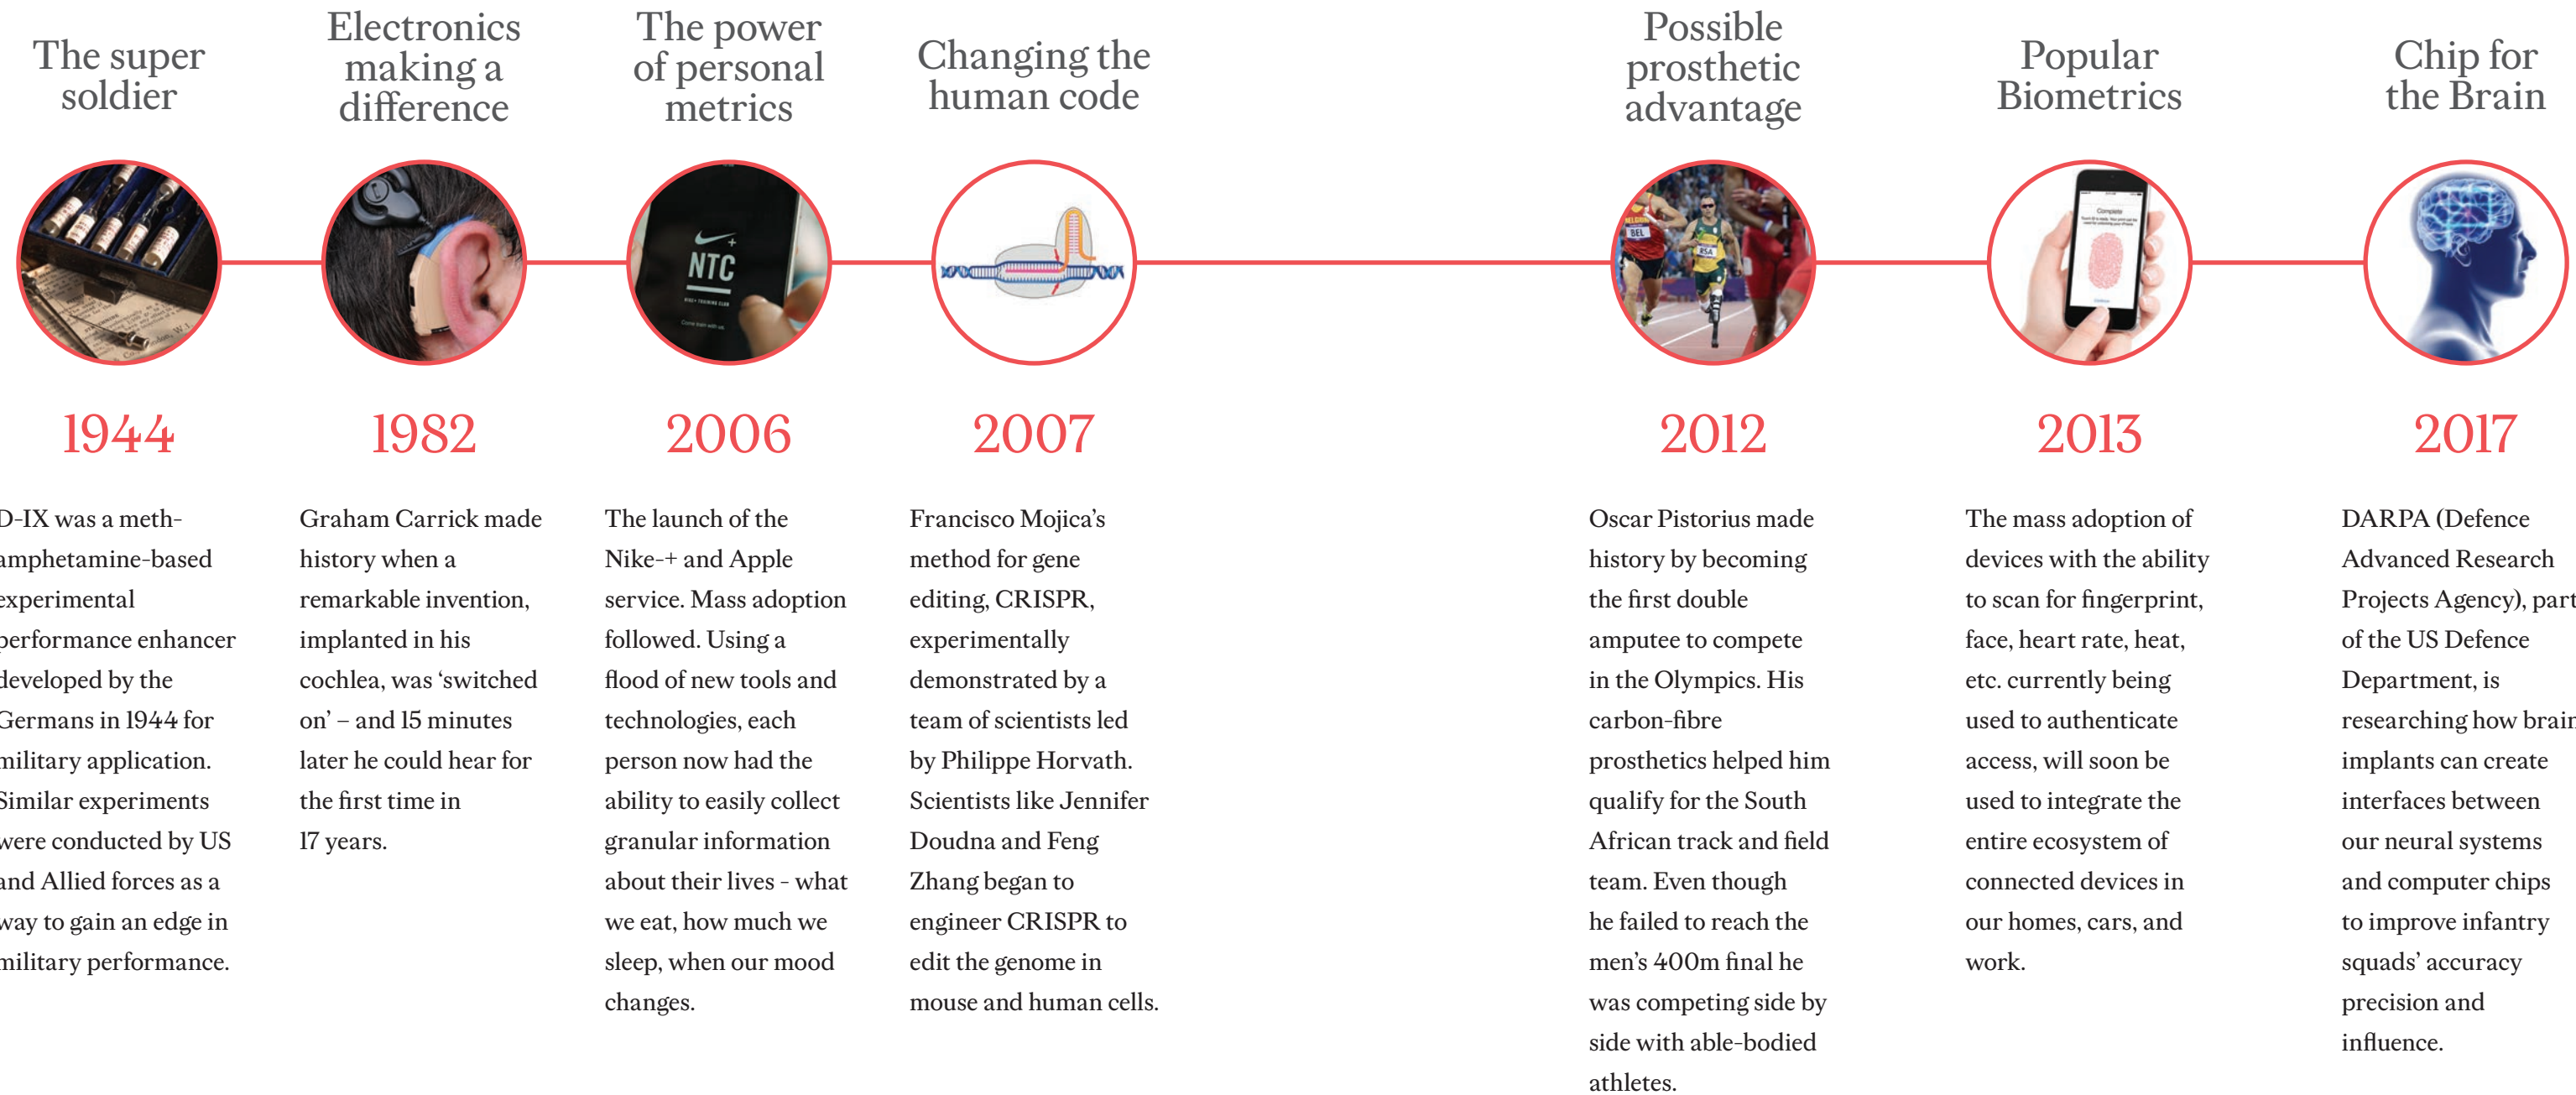 The super
soldier
1944
D-IX was a meth-
amphetamine-based
experimental
performance enhancer
developed by the
Germans in 1944 for
military application.
Similar experiments
were conducted by US
and Allied forces as a
way to gain an edge in
military performance.
Electronics
making a
difference
1982
Graham Carrick made
history when a
remarkable invention,
implanted in his
cochlea, was ‘switched
on’ – and 15 minutes
later he could hear for
the first time in
17 years.
The power
of personal
metrics
NTC
NIKE+ TRAINING CLUB
Come train with us.
2006
The launch of the
Nike-+ and Apple
service. Mass adoption
followed. Using a
flood of new tools and
technologies, each
person now had the
ability to easily collect
granular information
about their lives - what
we eat, how much we
sleep, when our mood
changes.
Changing the
human code
2007
Francisco Mojica’s
method for gene
editing, CRISPR,
experimentally
demonstrated by a
team of scientists led
by Philippe Horvath.
Scientists like Jennifer
Doudna and Feng
Zhang began to
engineer CRISPR to
edit the genome in
mouse and human cells.
Possible
prosthetic
advantage
BEL
RSA
2012
Oscar Pistorius made
history by becoming
the first double
amputee to compete
in the Olympics. His
carbon-fibre
prosthetics helped him
qualify for the South
African track and field
team. Even though
he failed to reach the
men’s 400m final he
was competing side by
side with able-bodied
athletes.
Popular
Biometrics
Complete
2013
The mass adoption of
devices with the ability
to scan for fingerprint,
face, heart rate, heat,
etc. currently being
used to authenticate
access, will soon be
used to integrate the
entire ecosystem of
connected devices in
our homes, cars, and
work.
Chip for
the Brain
2017
DARPA (Defence
Advanced Research
Projects Agency), part
of the US Defence
Department, is
researching how brain
implants can create
interfaces between
our neural systems
and computer chips
to improve infantry
squads’ accuracy
precision and
influence.